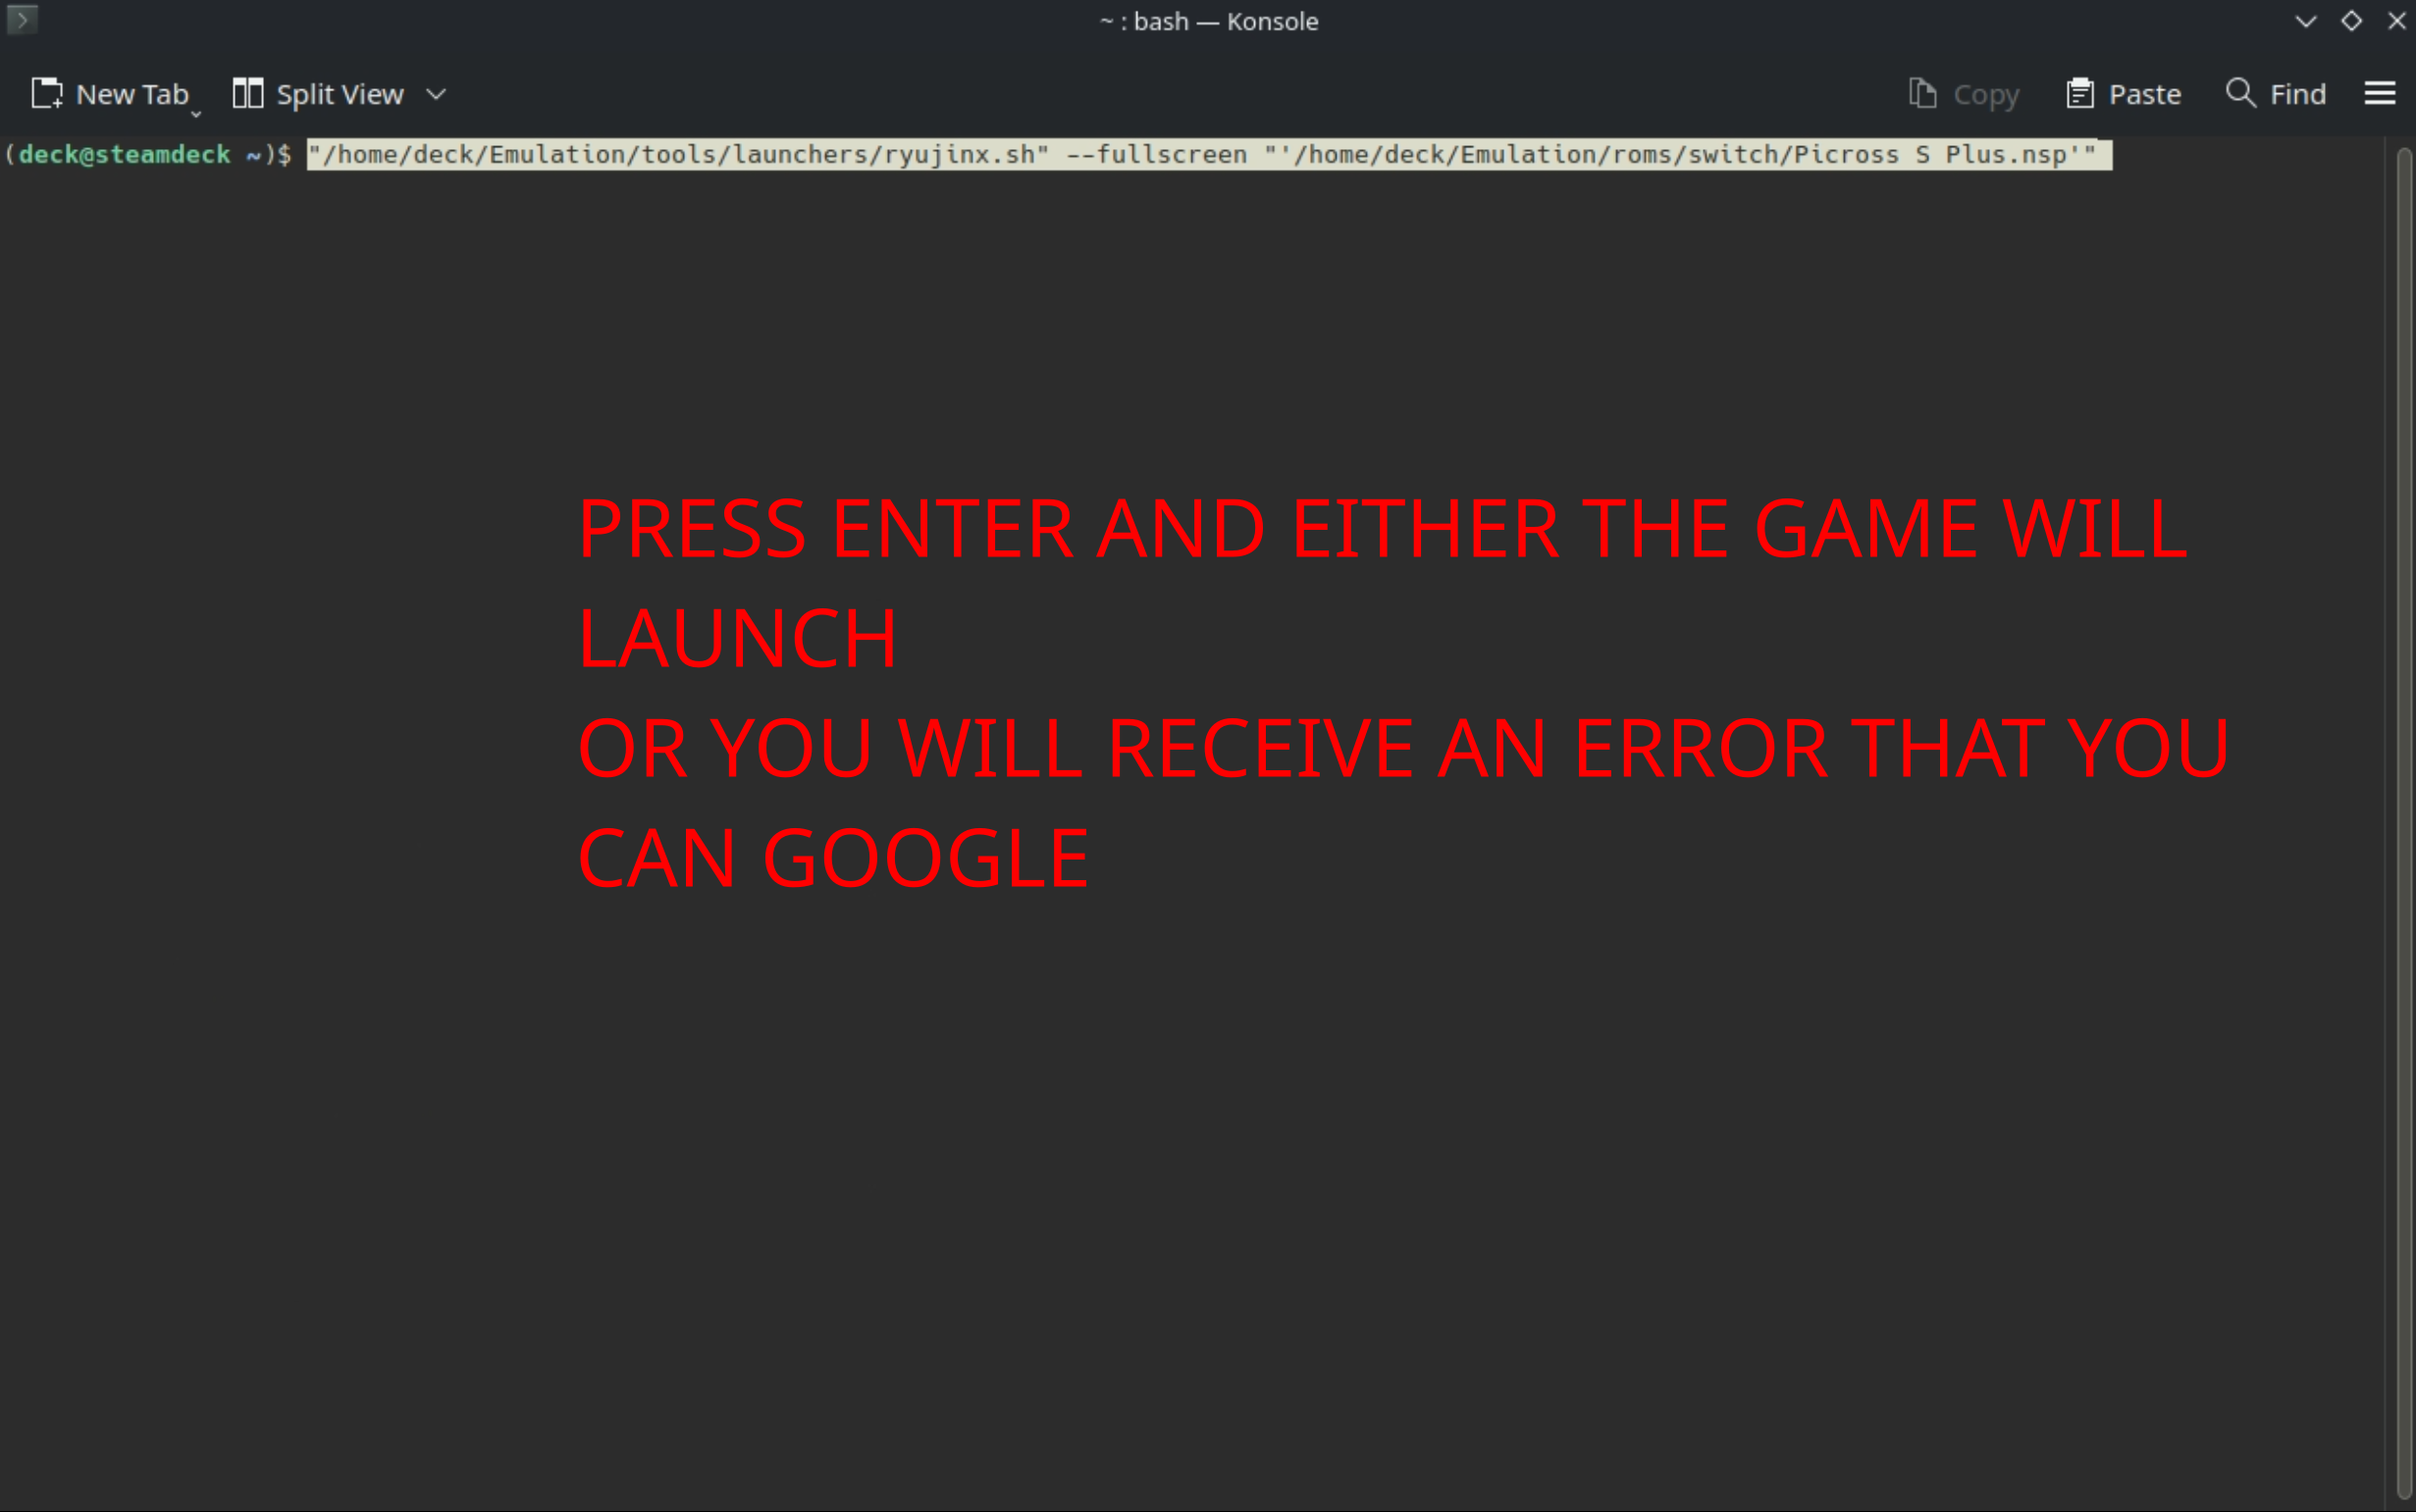 ~ : bash — Konsole
New Tab Split View Copy Paste Find
(deck@steamdeck ~)$ "/home/deck/Emulation/tools/launchers/ryujinx.sh" --fullscreen "'/home/deck/Emulation/roms/switch/Picross S Plus.nsp'"
PRESS ENTER AND EITHER THE GAME WILL
LAUNCH
OR YOU WILL RECEIVE AN ERROR THAT YOU
CAN GOOGLE